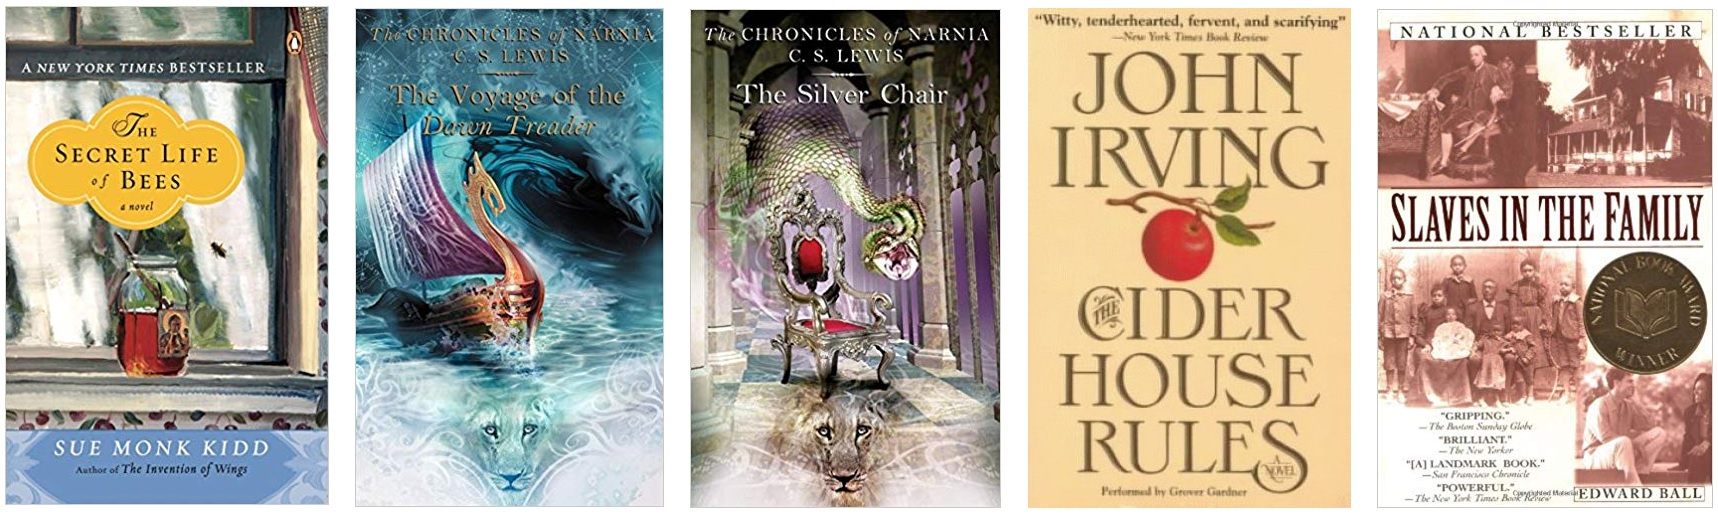 A NEW YORK TIMES BESTSELLER
THE
SECRET LIFE
of BEES
a novel
SUE MONK KIDD
Author of The Invention of Wings
The CHRONICLES of NARNIA
C. S. LEWIS
The Voyage of the
Dawn Treader
The CHRONICLES of NARNIA
C. S. LEWIS
The Silver Chair
"Witty, tenderhearted, fervent, and scarifying"
—New York Times Book Review
JOHN
IRVING
THE CIDER
HOUSE
RULES
A NOVEL
Performed by Grover Gardner
Copyrighted Material
NATIONAL BESTSELLER
SLAVES IN THE FAMILY
NATIONAL BOOK AWARD
WINNER
"GRIPPING."
—The Boston Sunday Globe
"BRILLIANT."
—The New Yorker
"[A] LANDMARK BOOK."
—San Francisco Chronicle
"POWERFUL."
—The New York Times Book Review
Copyrighted Material
EDWARD BALL